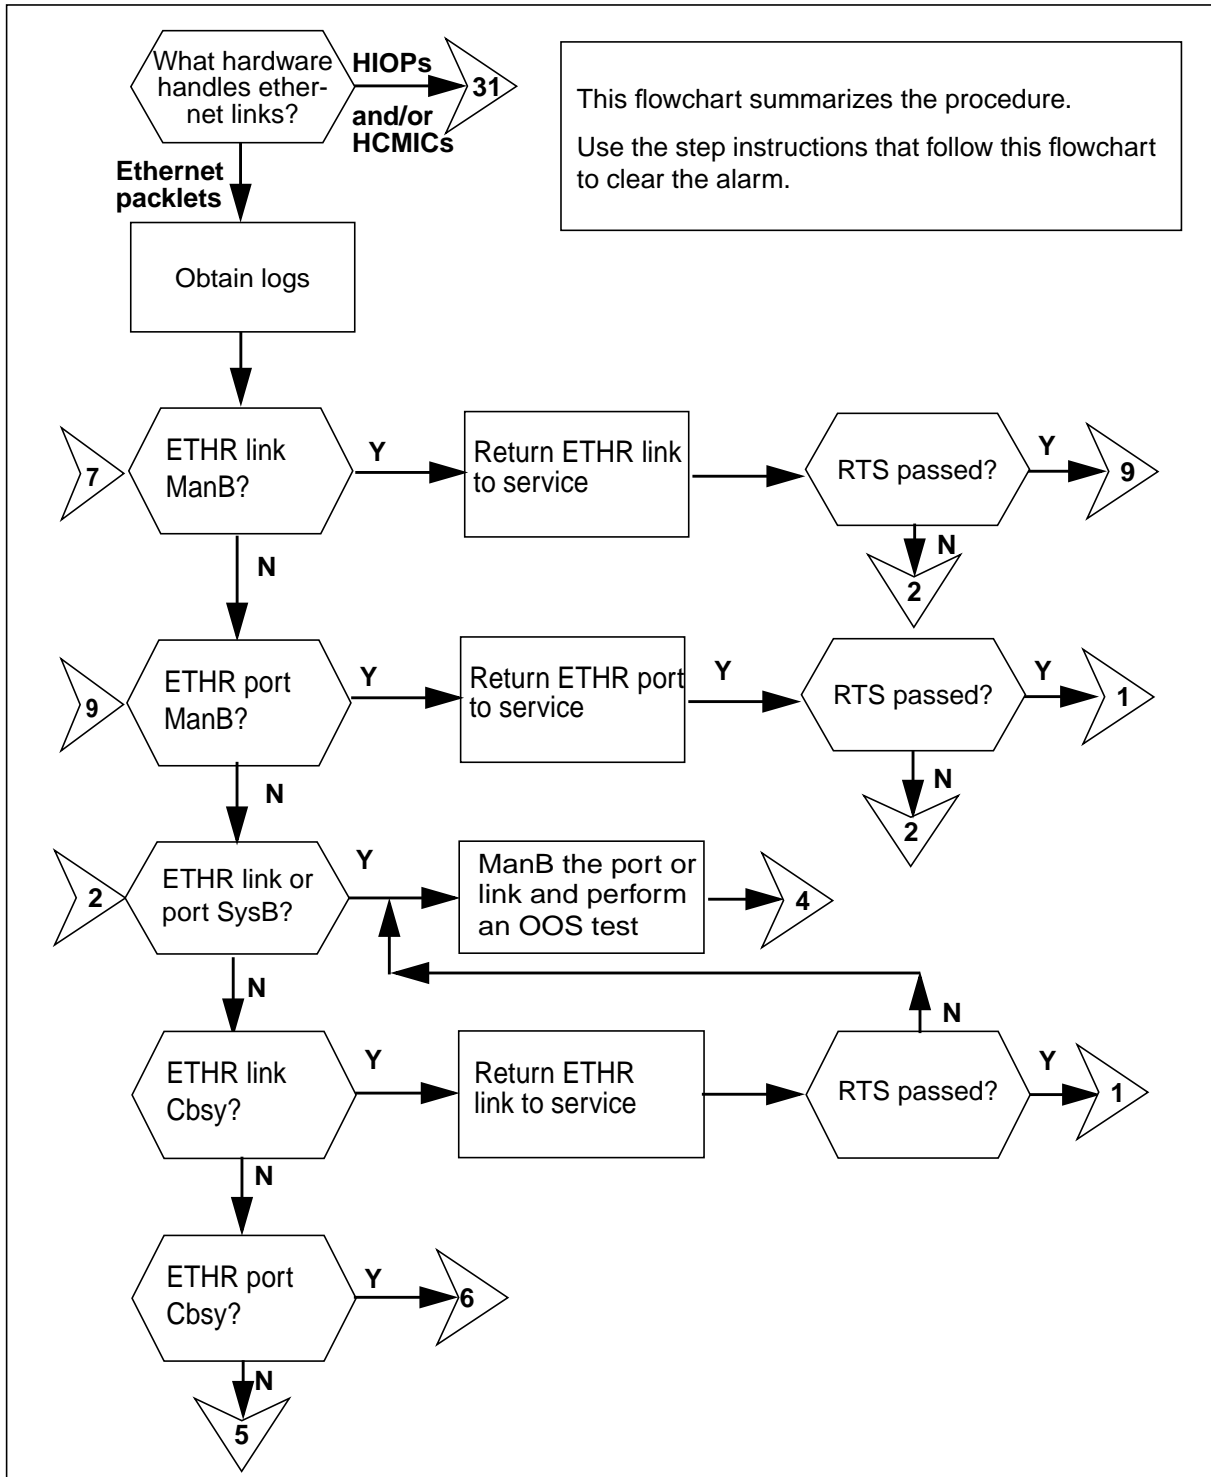 What hardware
handles ether-
net links?
HIOPs
and/or
HCMICs
31
This flowchart summarizes the procedure.
Use the step instructions that follow this flowchart
to clear the alarm.
Ethernet
packlets
Obtain logs
7
ETHR link
ManB?
Y
Return ETHR link
to service
RTS passed?
Y
9
N
2
N
9
ETHR port
ManB?
Y
Return ETHR port
to service
Y
RTS passed?
Y
1
N
2
N
2
ETHR link or
port SysB?
Y
ManB the port or
link and perform
an OOS test
4
N
ETHR link
Cbsy?
Y
Return ETHR
link to service
RTS passed?
N
Y
1
N
ETHR port
Cbsy?
Y
6
N
5